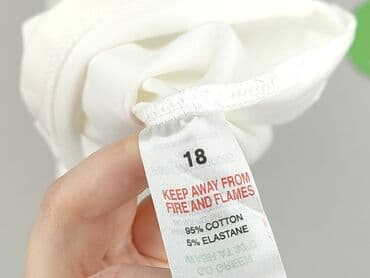 18
KEEP AWAY FROM
FIRE AND FLAMES
95% COTTON
5% ELASTANE